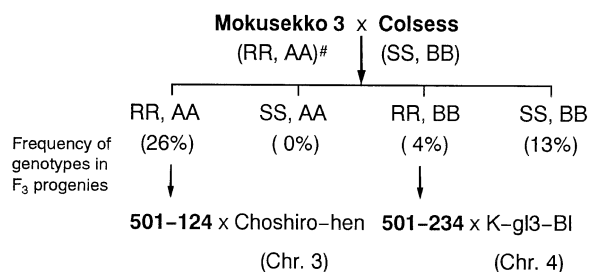 Mokusekko 3 x Colsess
(RR, AA)# (SS, BB)
RR, AA SS, AA RR, BB SS, BB
Frequency of genotypes in F3 progenies
(26%) ( 0%) ( 4%) (13%)
501-124 x Choshiro-hen 501-234 x K-gl3-Bl
(Chr. 3) (Chr. 4)